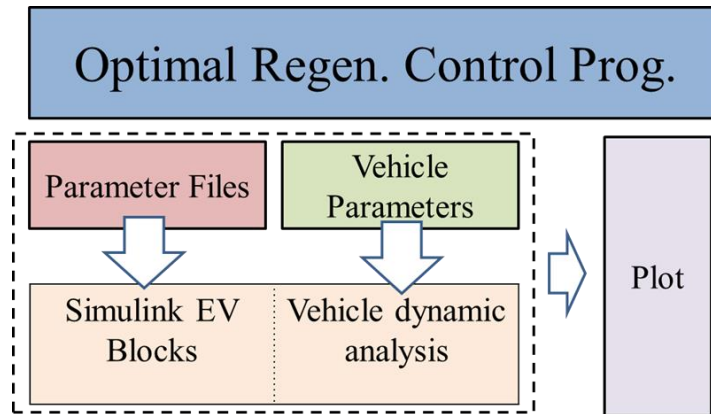 Optimal Regen. Control Prog.
Parameter Files
Vehicle
Parameters
Simulink EV
Blocks
Vehicle dynamic
analysis
Plot